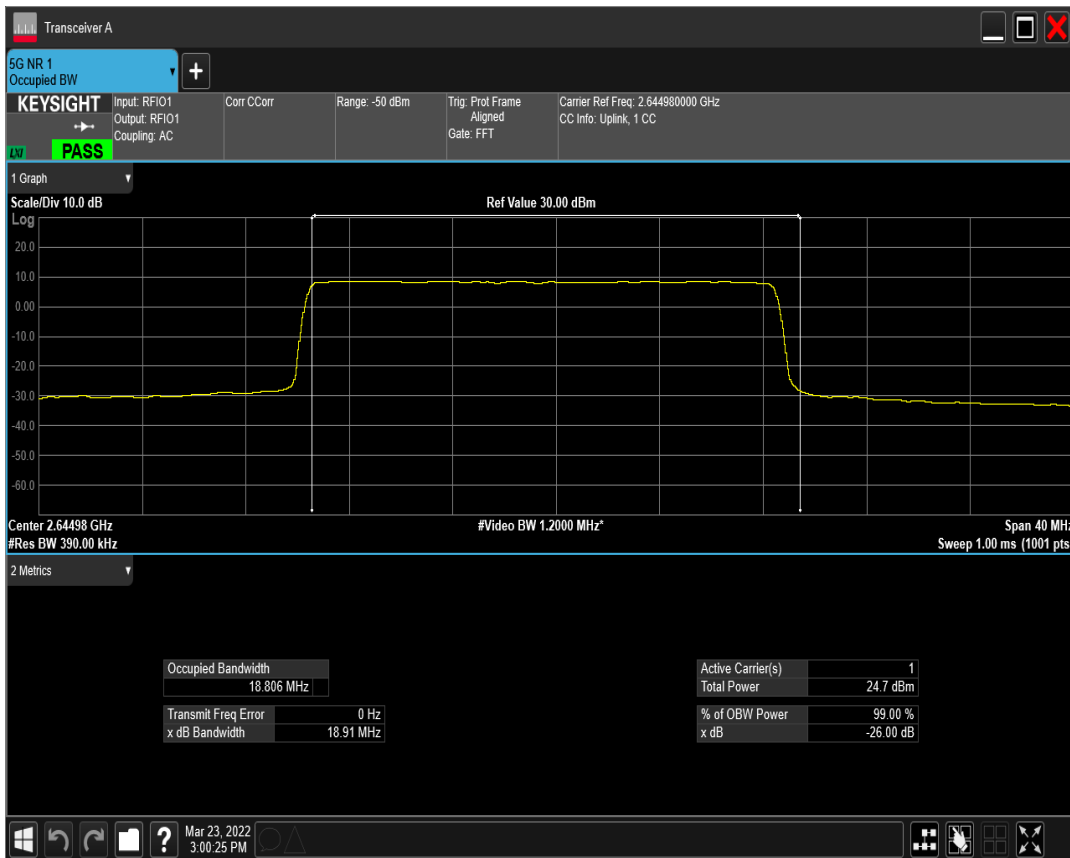 Transceiver A
5G NR 1
Occupied BW
+
KEYSIGHT
LXI
PASS
Input: RFIO1
Output: RFIO1
Coupling: AC
Corr CCorr
Range: -50 dBm
Trig: Prot Frame
Aligned
Gate: FFT
Carrier Ref Freq: 2.644980000 GHz
CC Info: Uplink, 1 CC
1 Graph
Scale/Div 10.0 dB
Ref Value 30.00 dBm
Log
20.0
10.0
0.00
-10.0
-20.0
-30.0
-40.0
-50.0
-60.0
Center 2.64498 GHz
#Video BW 1.2000 MHz*
Span 40 MHz
#Res BW 390.00 kHz
Sweep 1.00 ms (1001 pts
2 Metrics
Occupied Bandwidth
18.806 MHz
Transmit Freq Error 0 Hz
x dB Bandwidth 18.91 MHz
Active Carrier(s) 1
Total Power 24.7 dBm
% of OBW Power 99.00 %
x dB -26.00 dB
?
Mar 23, 2022
3:00:25 PM